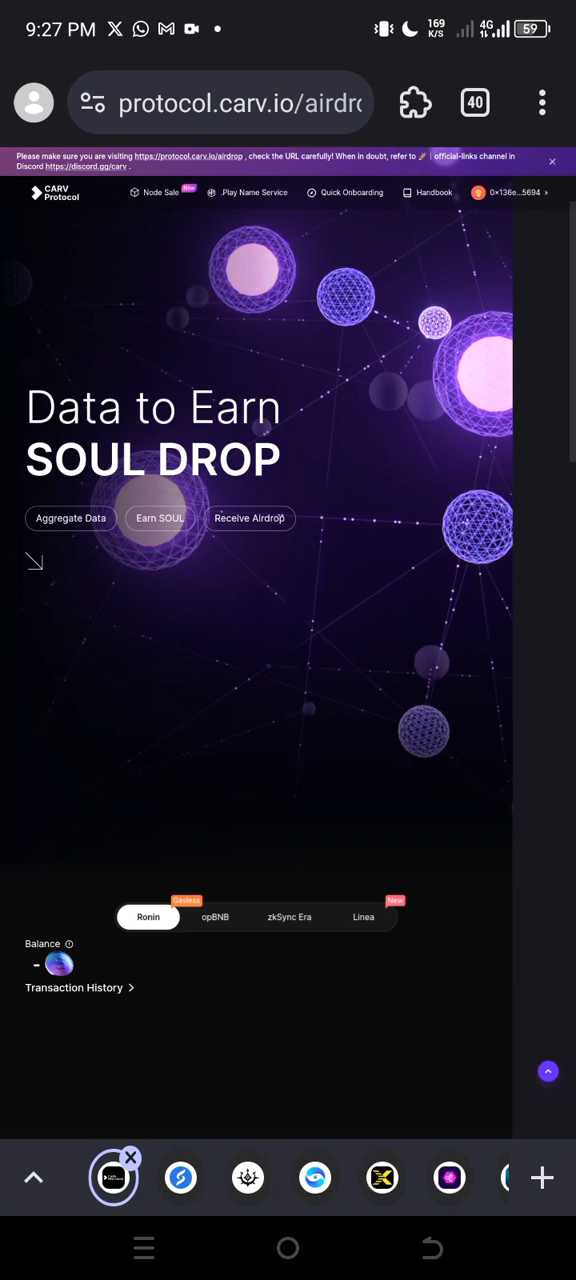 9:27 PM
169
K/S
4G
59
protocol.carv.io/airdro
40
Please make sure you are visiting https://protocol.carv.io/airdrop , check the URL carefully! When in doubt, refer to 🚀 | official-links channel in
Discord https://discord.gg/carv .
CARV
Protocol
Node Sale
New
.Play Name Service
Quick Onboarding
Handbook
0×136e...5694
Data to Earn
SOUL DROP
Aggregate Data
Earn SOUL
Receive Airdrop
Gasless
New
Ronin
opBNB
zkSync Era
Linea
Balance
-
Transaction History